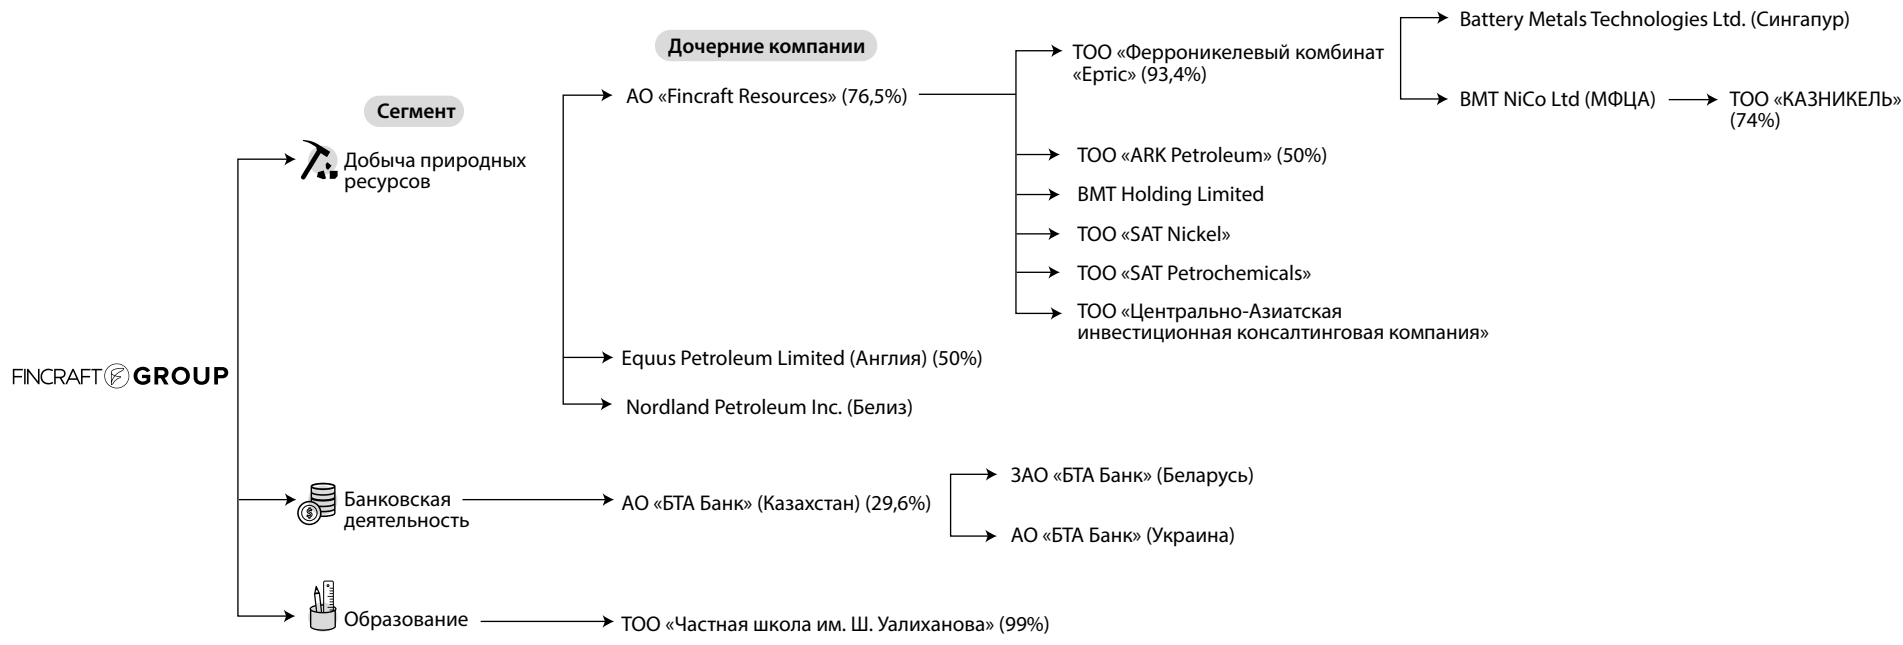 FINCRAFT GROUP
Сегмент
Добыча природных
ресурсов
Банковская
деятельность
Образование
Дочерние компании
АО «Fincraft Resources» (76,5%)
Equus Petroleum Limited (Англия) (50%)
Nordland Petroleum Inc. (Белиз)
АО «БТА Банк» (Казахстан) (29,6%)
ТОО «Частная школа им. Ш. Уалиханова» (99%)
ТОО «Ферроникелевый комбинат
«Ертіс» (93,4%)
ТОО «ARK Petroleum» (50%)
BMT Holding Limited
ТОО «SAT Nickel»
ТОО «SAT Petrochemicals»
ТОО «Центрально-Азиатская
инвестиционная консалтинговая компания»
ЗАО «БТА Банк» (Беларусь)
АО «БТА Банк» (Украина)
Battery Metals Technologies Ltd. (Сингапур)
BMT NiCo Ltd (МФЦА)
ТОО «КАЗНИКЕЛЬ»
(74%)